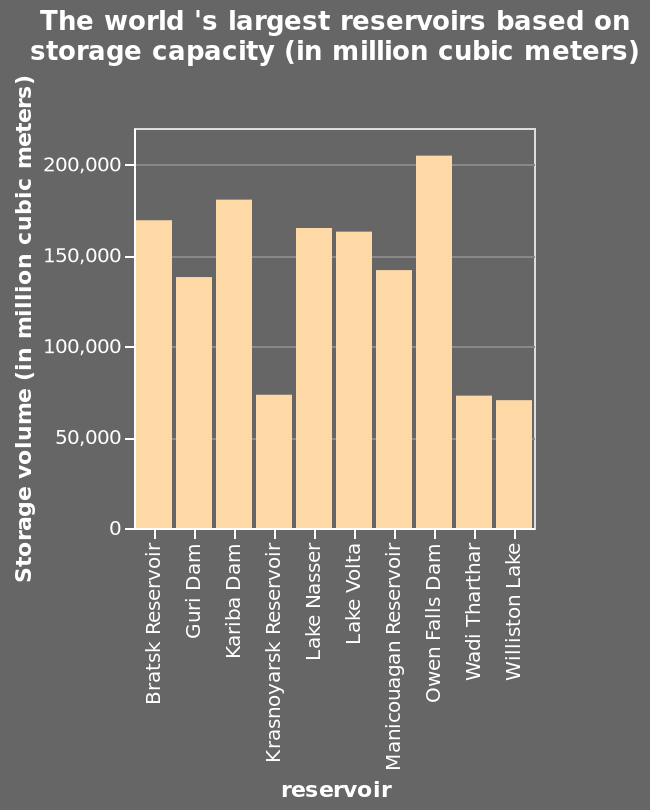 The world 's largest reservoirs based on
storage capacity (in million cubic meters)
Storage volume (in million cubic meters)
200,000
150,000
100,000
50,000
0
Bratsk Reservoir
Guri Dam
Kariba Dam
Krasnoyarsk Reservoir
Lake Nasser
Lake Volta
Manicouagan Reservoir
Owen Falls Dam
Wadi Tharthar
Williston Lake
reservoir